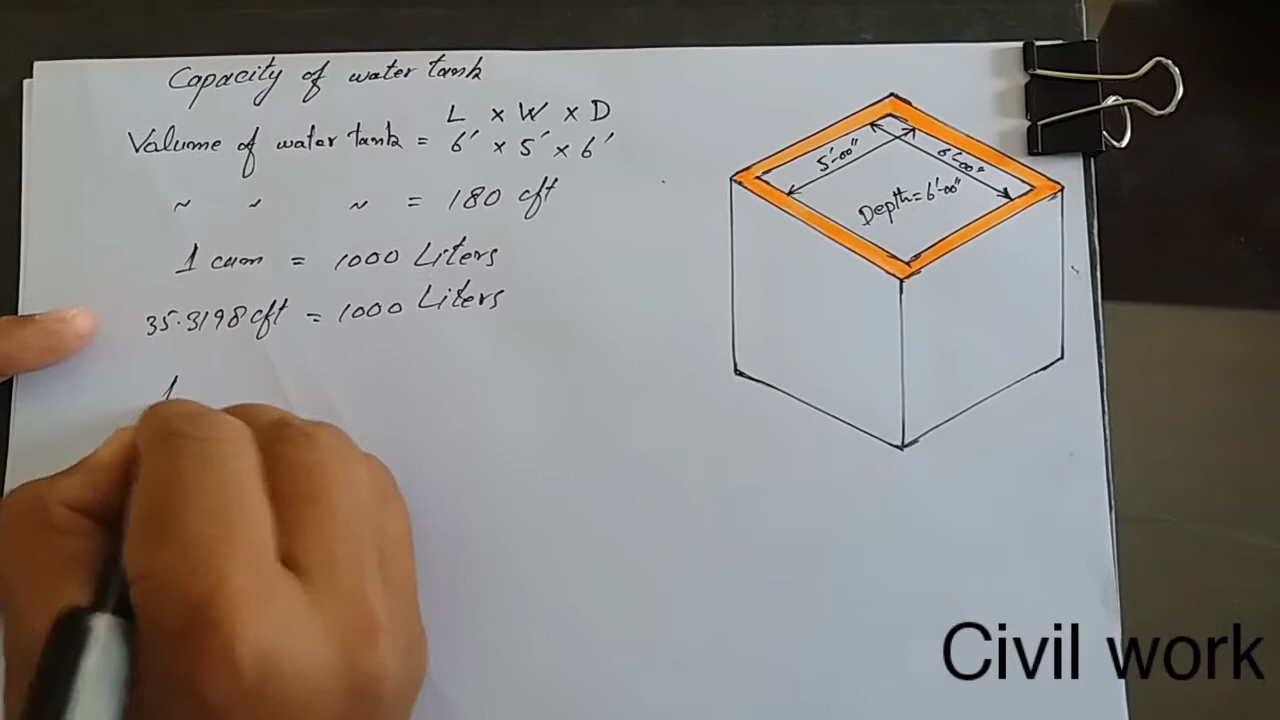 Capacity of water tank
L × W × D
Valume of water tank = 6' × 5' × 6'
~ ~ ~ = 180 cft
1 cum = 1000 Liters
35.3198 cft = 1000 Liters
1
5'-00"
6'-00"
Depth = 6'-00"
Civil work